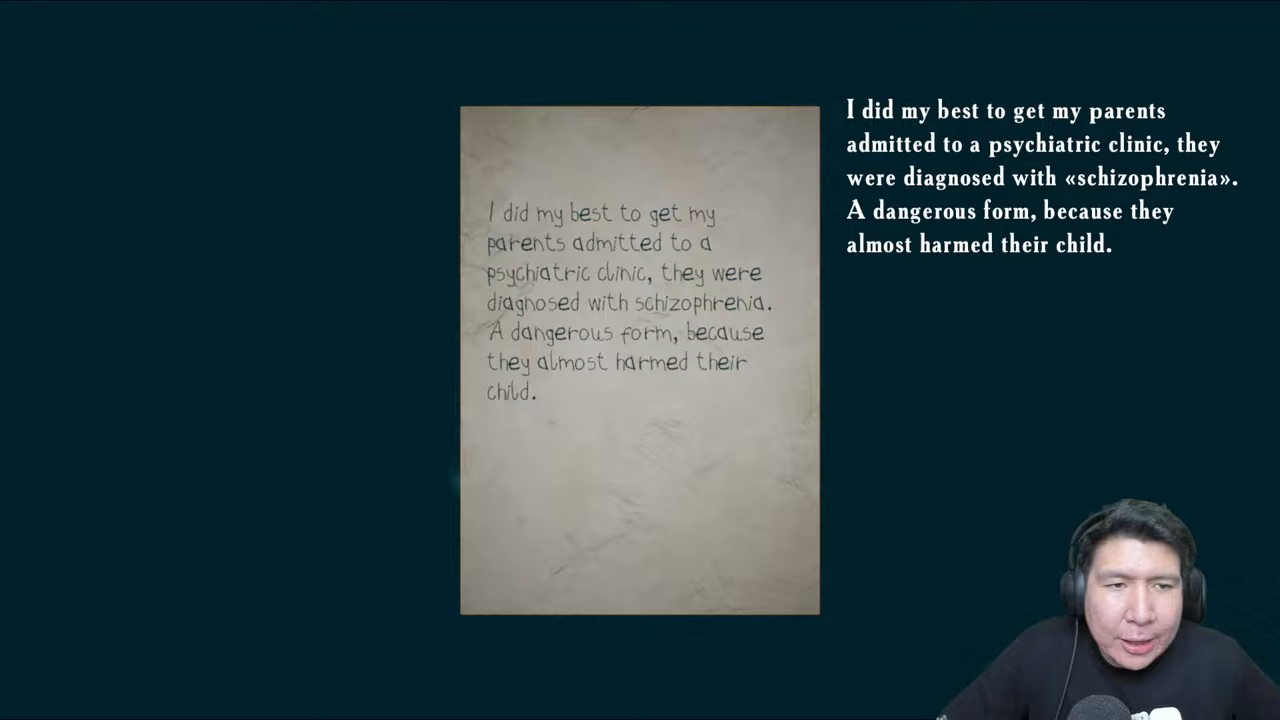 I did my best to get my
parents admitted to a
psychiatric clinic, they were
diagnosed with schizophrenia.
A dangerous form, because
they almost harmed their
child.
I did my best to get my parents
admitted to a psychiatric clinic, they
were diagnosed with «schizophrenia».
A dangerous form, because they
almost harmed their child.